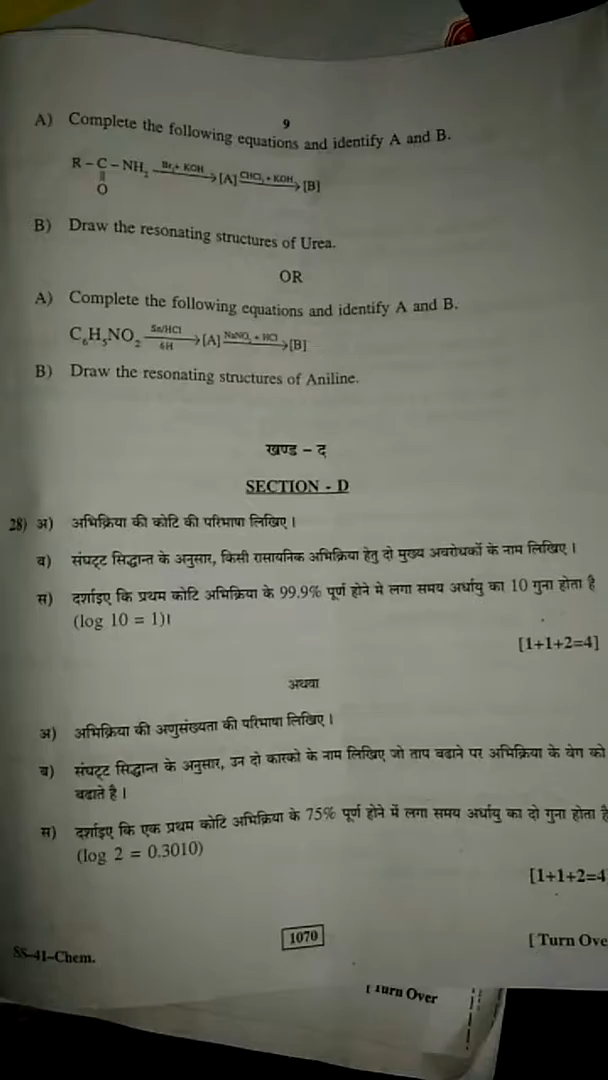 9
A) Complete the following equations and identify A and B.
R – C – NH₂ —Br₂+ KOH→ [A] —CHCl₃ + KOH→ [B]
||
O
B) Draw the resonating structures of Urea.
OR
A) Complete the following equations and identify A and B.
C₆H₅NO₂ —Sn/HCl 6H→ [A] —NaNO₂ + HCl→ [B]
B) Draw the resonating structures of Aniline.
खण्ड – द
SECTION - D
28) अ) अभिक्रिया की कोटि की परिभाषा लिखिए।
ब) संघट्ट सिद्धान्त के अनुसार, किसी रासायनिक अभिक्रिया हेतु दो मुख्य अवरोधकों के नाम लिखिए।
स) दर्शाइए कि प्रथम कोटि अभिक्रिया के 99.9% पूर्ण होने मे लगा समय अर्धायु का 10 गुना होता है
(log 10 = 1)।
[1+1+2=4]
अथवा
अ) अभिक्रिया की अणुसंख्यता की परिभाषा लिखिए।
ब) संघट्ट सिद्धान्त के अनुसार, उन दो कारको के नाम लिखिए जो ताप बढाने पर अभिक्रिया के वेग को
बढाते है।
स) दर्शाइए कि एक प्रथम कोटि अभिक्रिया के 75% पूर्ण होने में लगा समय अर्धायु का दो गुना होता है
(log 2 = 0.3010)
[1+1+2=4
SS–41–Chem.
1070
[ Turn Ove
[ Turn Over